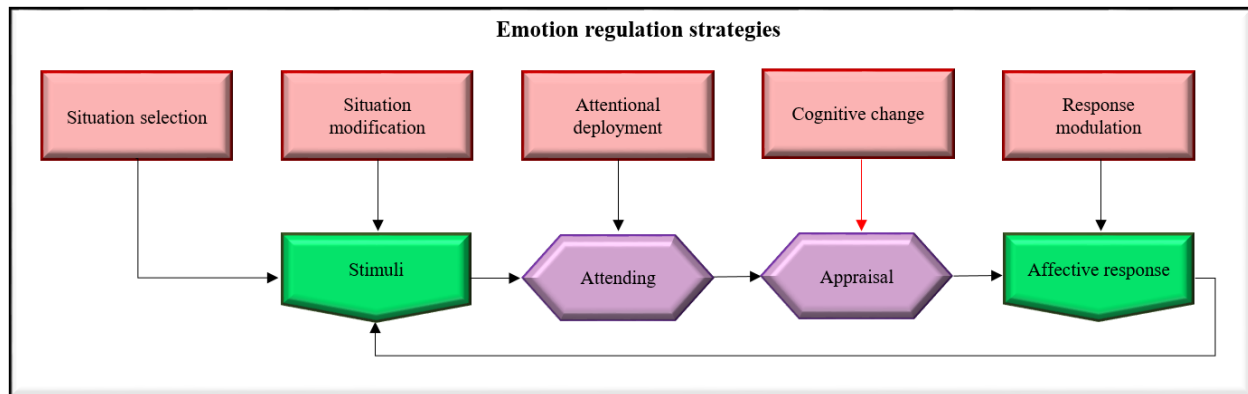 Emotion regulation strategies
Situation selection
Situation
modification
Attentional
deployment
Cognitive change
Response
modulation
Stimuli
Attending
Appraisal
Affective response